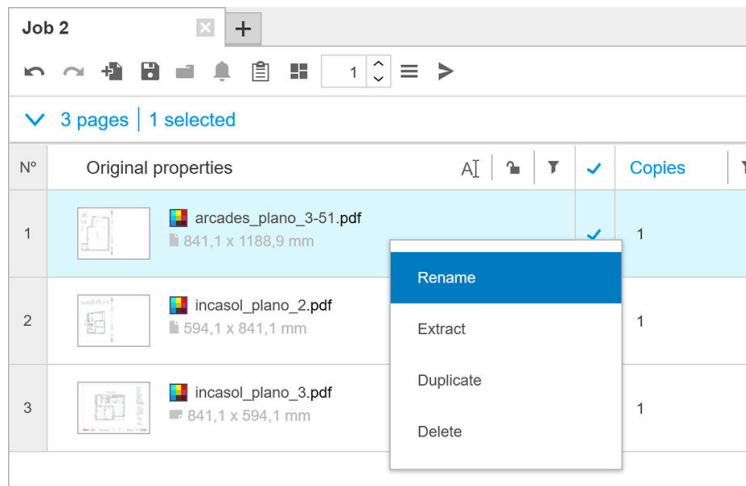 Job 2
1
3 pages 1 selected
Nº Original properties Copies
1 arcades_plano_3-51.pdf 1
841,1 x 1188,9 mm
Rename
2 incasol_plano_2.pdf 1
594,1 x 841,1 mm
Extract
Duplicate
3 incasol_plano_3.pdf 1
841,1 x 594,1 mm
Delete